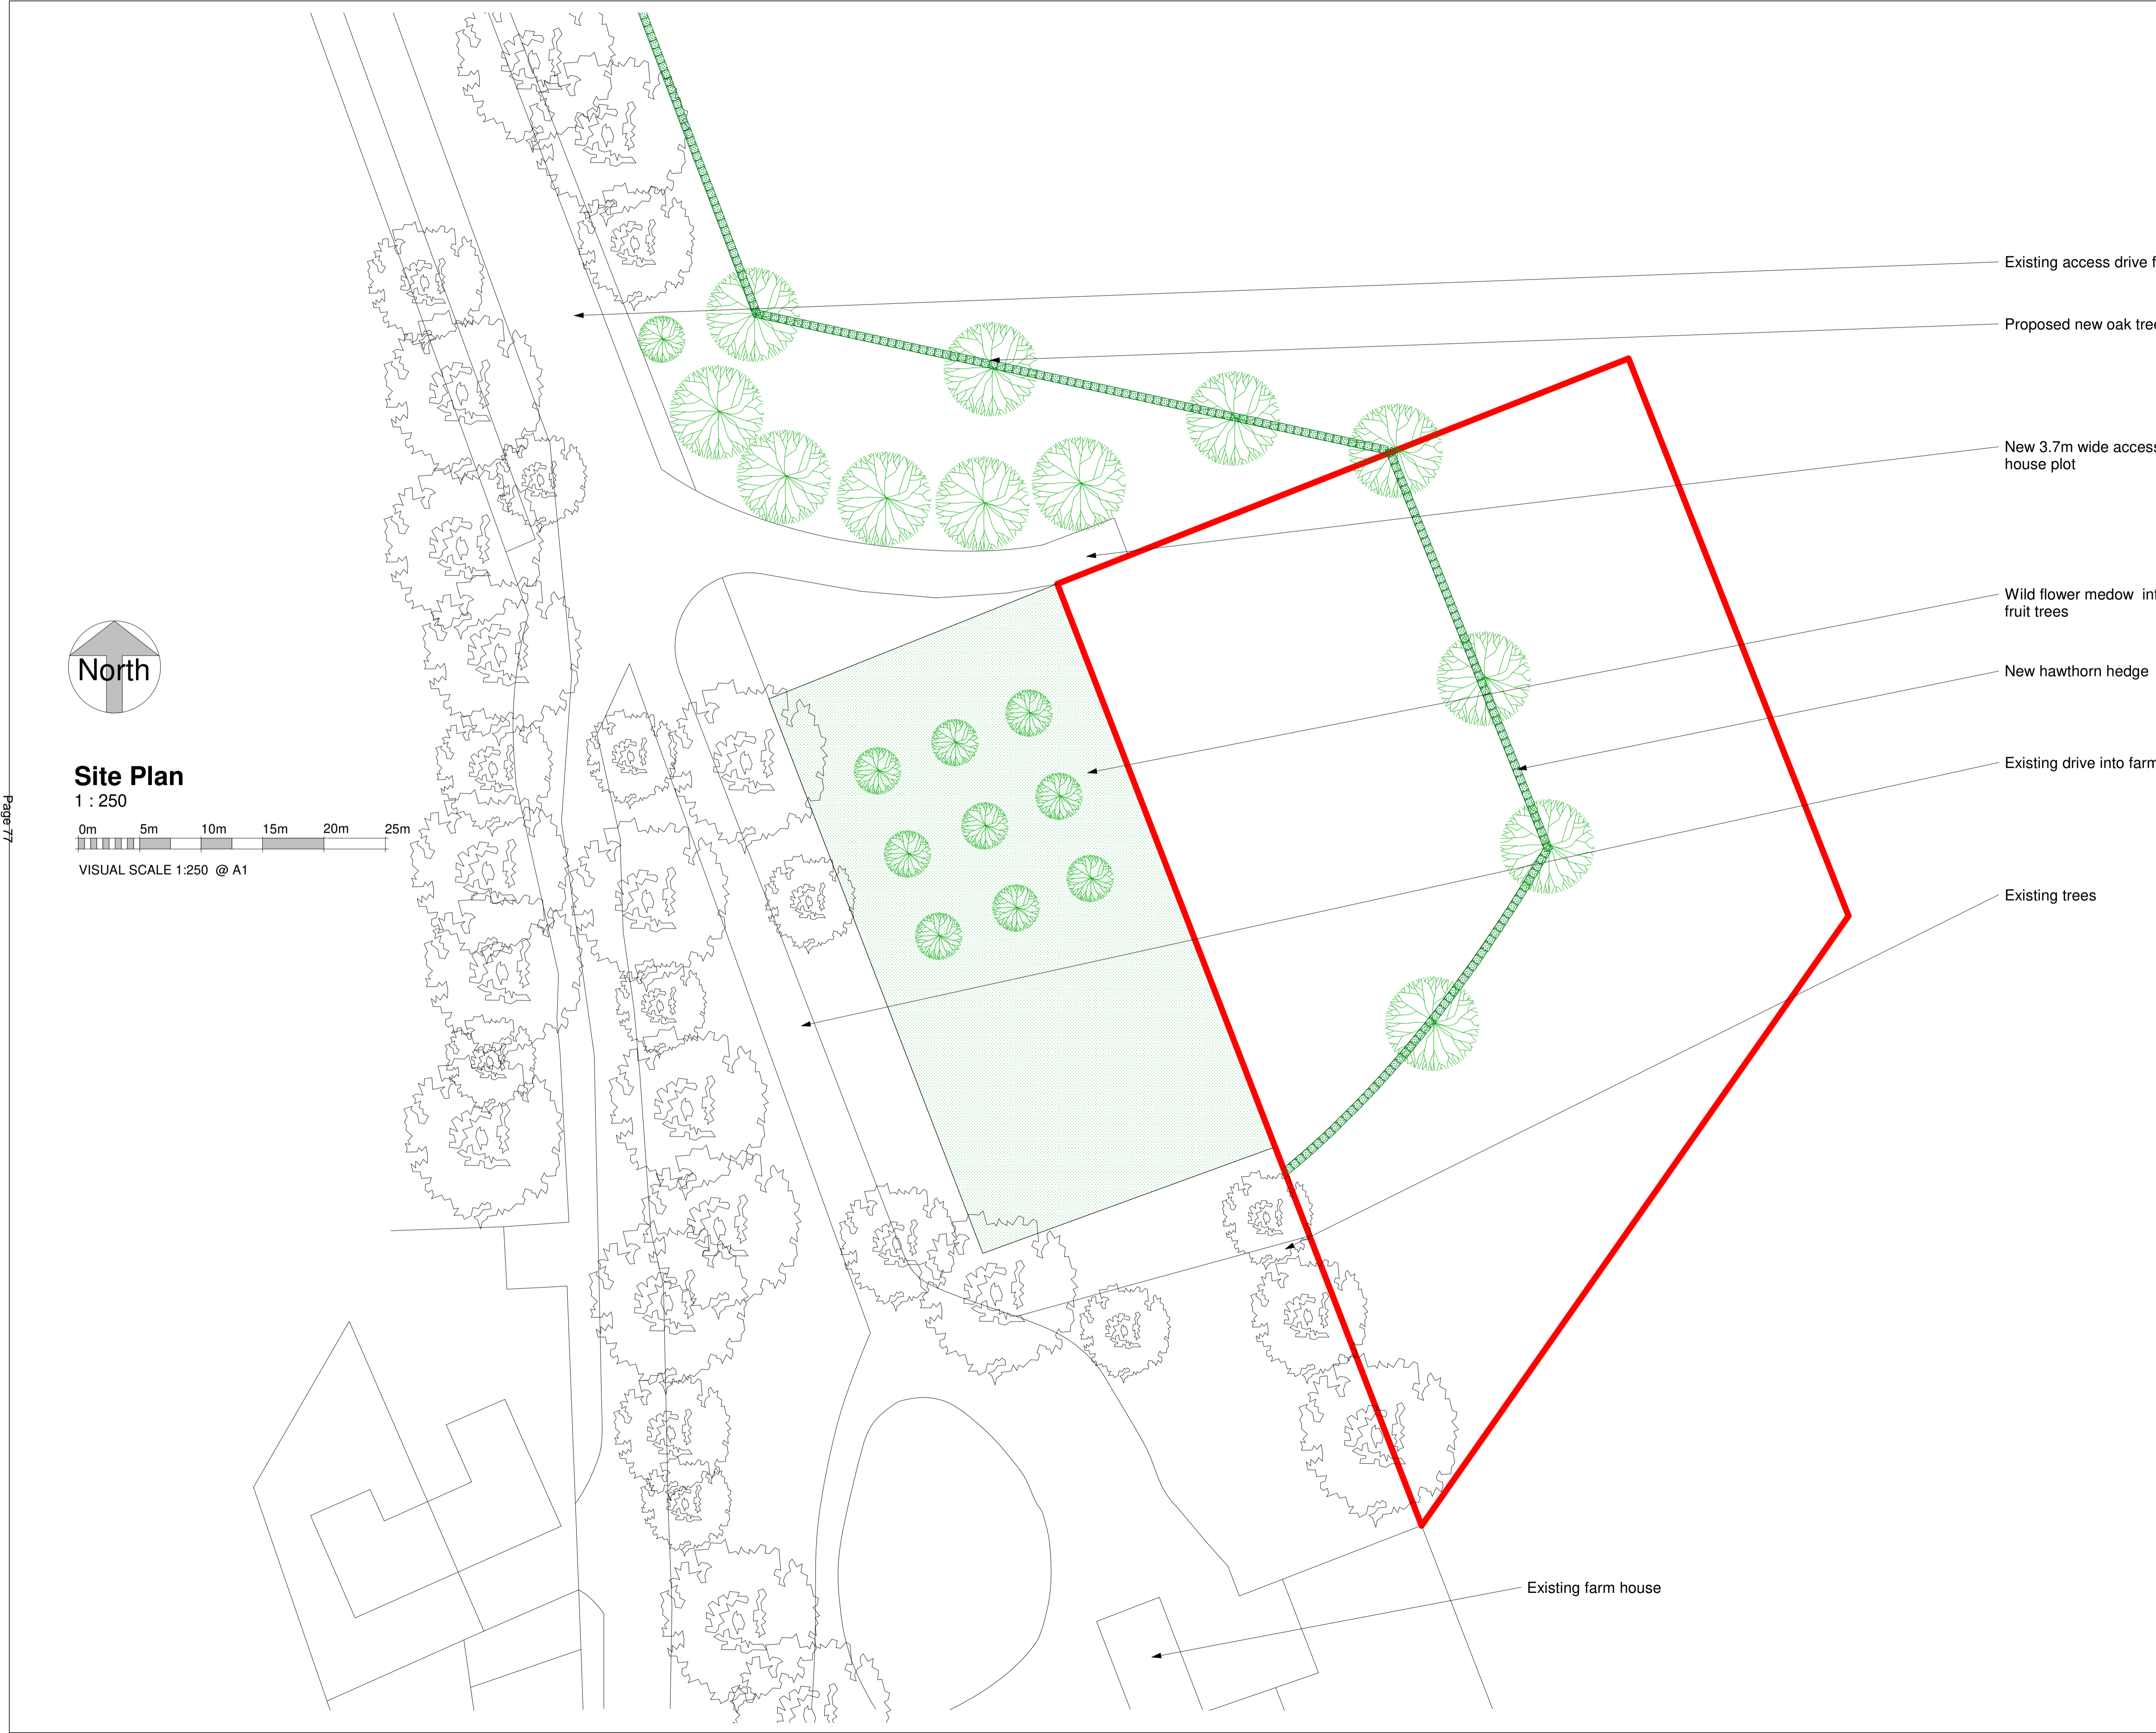 Existing access drive f
Proposed new oak tree
New 3.7m wide access
house plot
Wild flower medow int
fruit trees
New hawthorn hedge
Existing drive into farm
Existing trees
North
Site Plan
1 : 250
0m 5m 10m 15m 20m 25m
VISUAL SCALE 1:250 @ A1
Page 77
Existing farm house